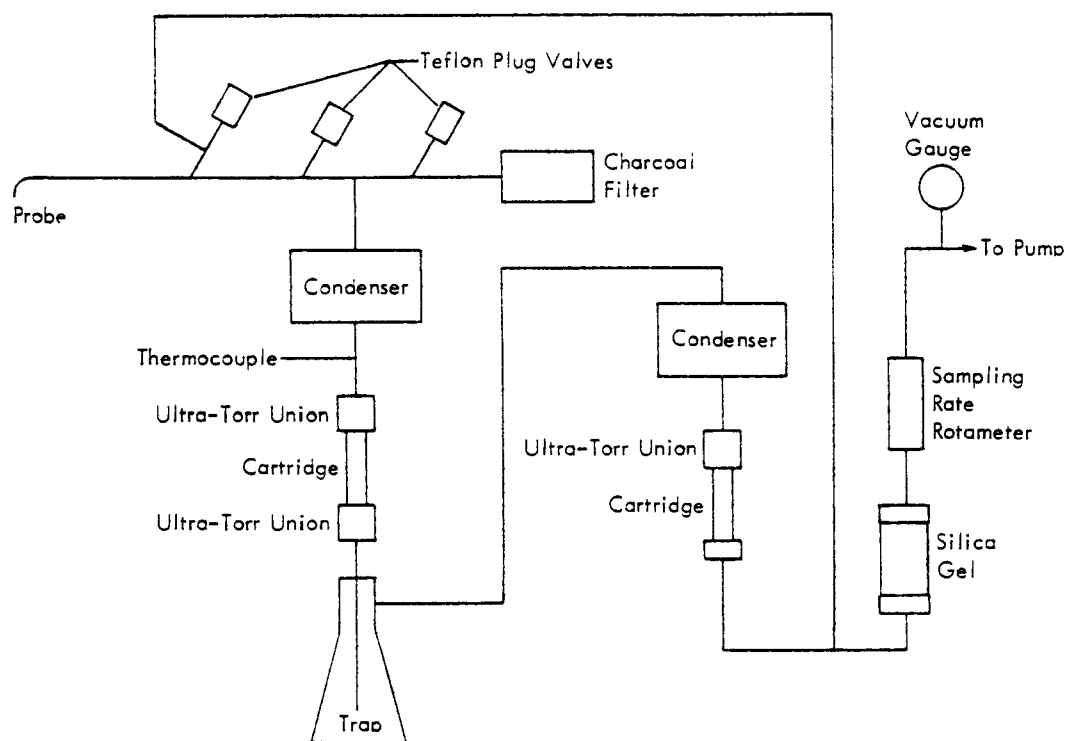 Teflon Plug Valves
Vacuum
Gauge
Charcoal
Filter
Probe
To Pump
Condenser
Condenser
Thermocouple
Sampling
Rate
Rotameter
Ultra-Torr Union
Ultra-Torr Union
Cartridge
Cartridge
Ultra-Torr Union
Silica
Gel
Trap